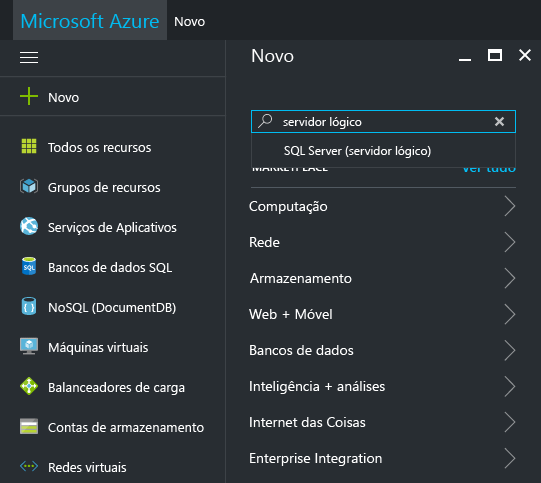 Microsoft Azure Novo
Novo
Todos os recursos
Grupos de recursos
Serviços de Aplicativos
SQL
Bancos de dados SQL
NoSQL (DocumentDB)
Máquinas virtuais
Balanceadores de carga
Contas de armazenamento
Redes virtuais
Novo
servidor lógico
SQL Server (servidor lógico)
MARKETPLACE Ver tudo
Computação
Rede
Armazenamento
Web + Móvel
Bancos de dados
Inteligência + análises
Internet das Coisas
Enterprise Integration